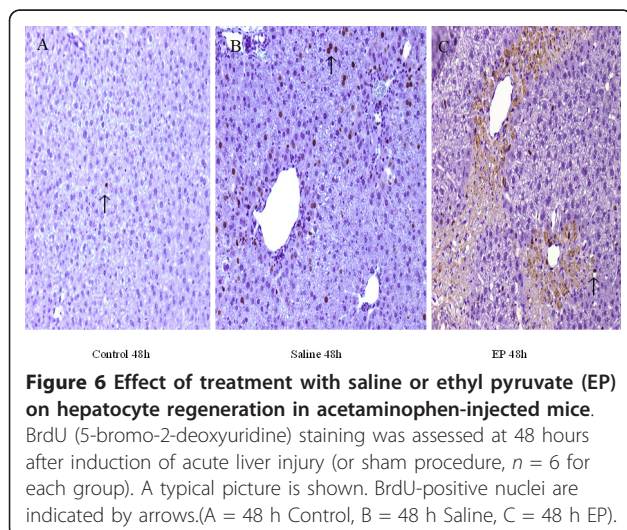 A
B
C
Control 48h
Saline 48h
EP 48h
Figure 6 Effect of treatment with saline or ethyl pyruvate (EP)
on hepatocyte regeneration in acetaminophen-injected mice.
BrdU (5-bromo-2-deoxyuridine) staining was assessed at 48 hours
after induction of acute liver injury (or sham procedure, n = 6 for
each group). A typical picture is shown. BrdU-positive nuclei are
indicated by arrows.(A = 48 h Control, B = 48 h Saline, C = 48 h EP).